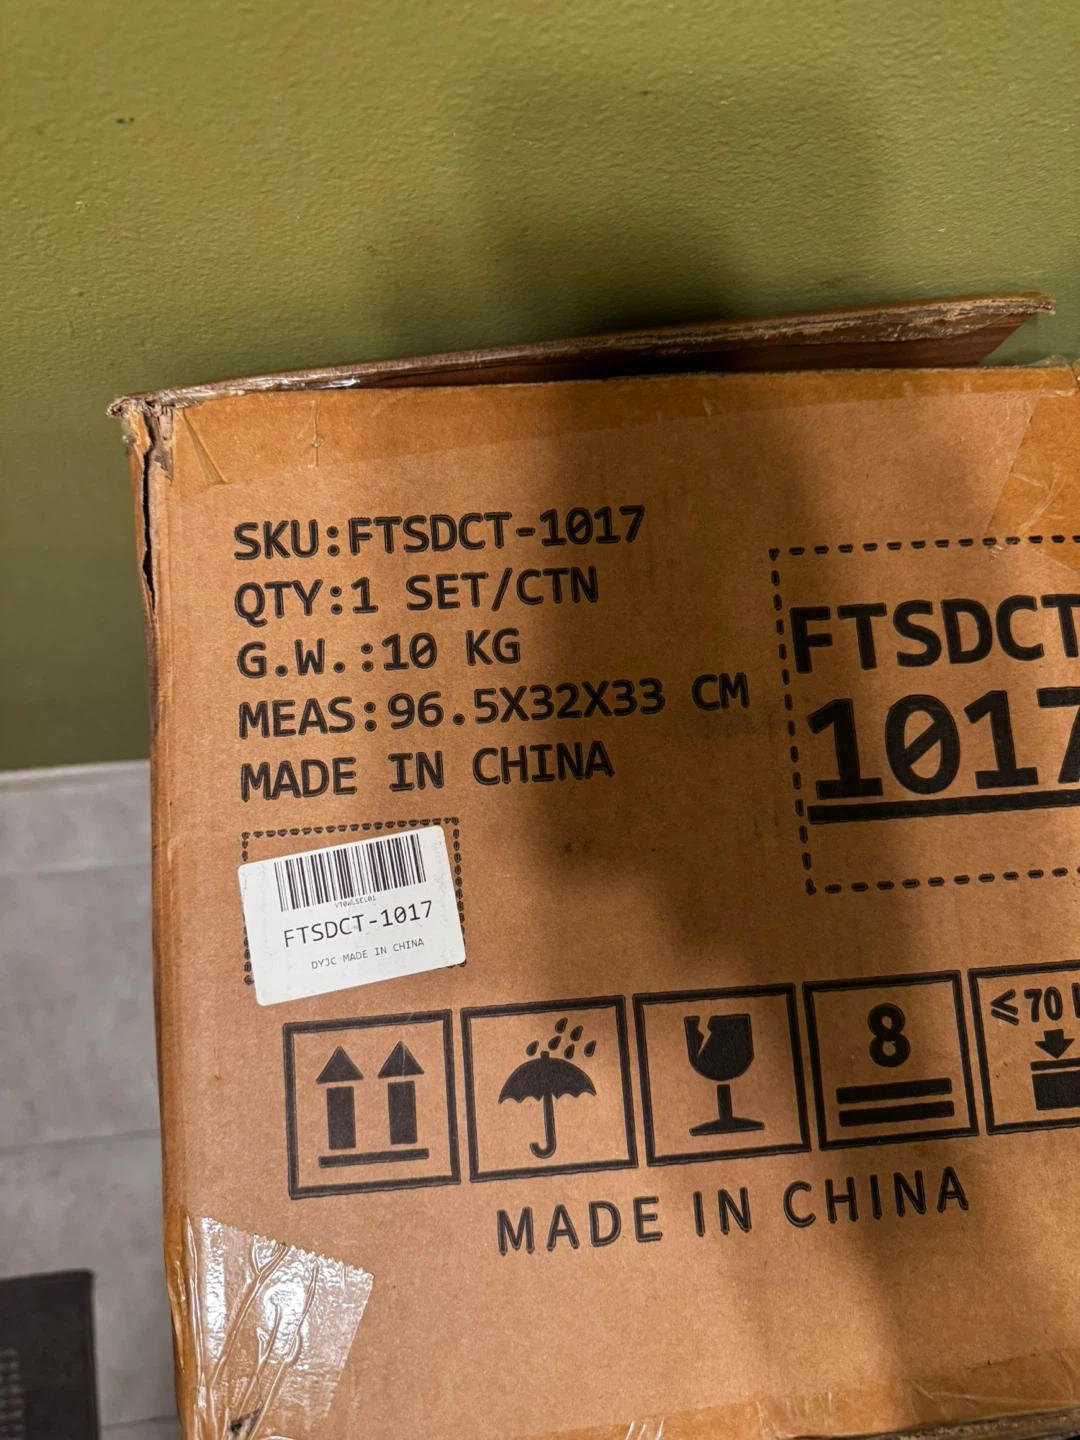 SKU:FTSDCT-1017
QTY:1 SET/CTN
G.W.:10 KG
MEAS:96.5X32X33 CM
MADE IN CHINA
FTSDCT
1017
FTSDCT-1017
DYJC MADE IN CHINA
8
≤70
MADE IN CHINA